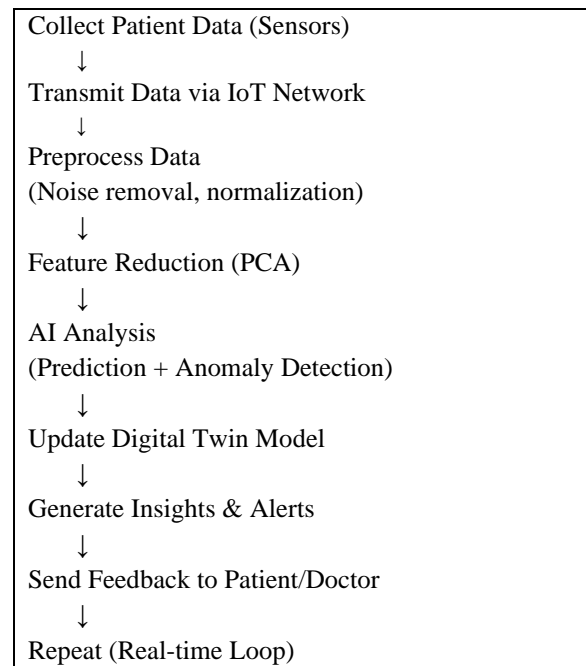 Collect Patient Data (Sensors)
↓
Transmit Data via IoT Network
↓
Preprocess Data
(Noise removal, normalization)
↓
Feature Reduction (PCA)
↓
AI Analysis
(Prediction + Anomaly Detection)
↓
Update Digital Twin Model
↓
Generate Insights & Alerts
↓
Send Feedback to Patient/Doctor
↓
Repeat (Real-time Loop)